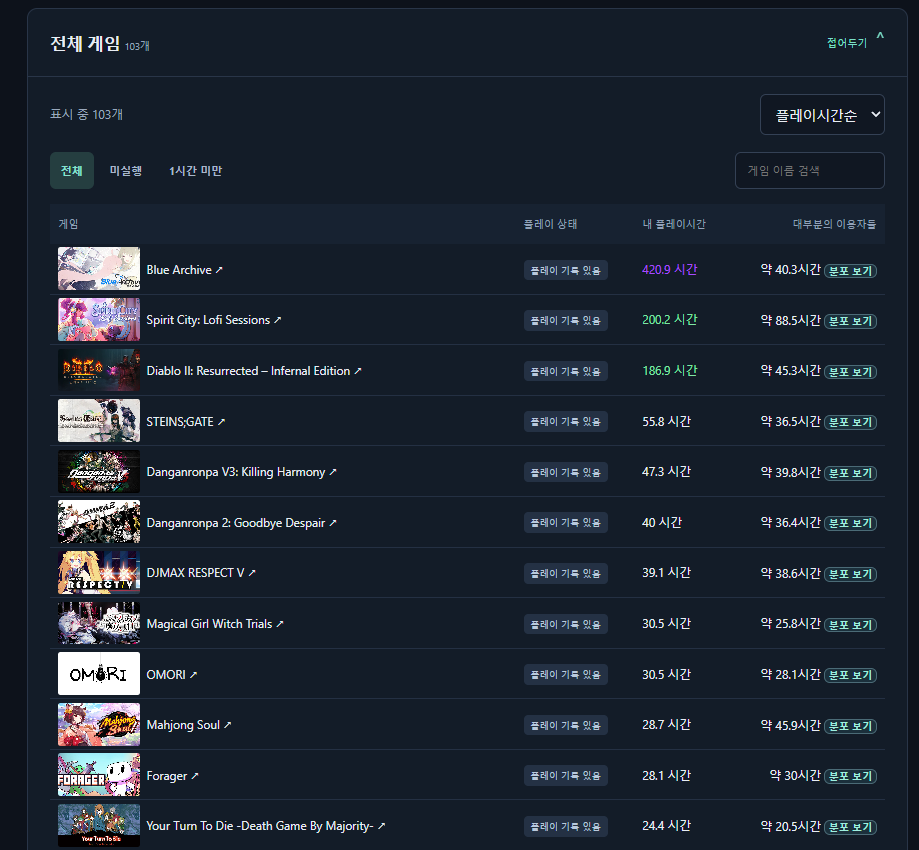 전체 게임 103개
접어두기 ^
표시 중 103개
플레이시간순
전체 미실행 1시간 미만
게임 이름 검색
게임 플레이 상태 내 플레이시간 대부분의 이용자들
Blue Archive ↗ 플레이 기록 있음 420.9 시간 약 40.3시간 분포 보기
Spirit City: Lofi Sessions ↗ 플레이 기록 있음 200.2 시간 약 88.5시간 분포 보기
Diablo II: Resurrected – Infernal Edition ↗ 플레이 기록 있음 186.9 시간 약 45.3시간 분포 보기
STEINS;GATE ↗ 플레이 기록 있음 55.8 시간 약 36.5시간 분포 보기
Danganronpa V3: Killing Harmony ↗ 플레이 기록 있음 47.3 시간 약 39.8시간 분포 보기
Danganronpa 2: Goodbye Despair ↗ 플레이 기록 있음 40 시간 약 36.4시간 분포 보기
DJMAX RESPECT V ↗ 플레이 기록 있음 39.1 시간 약 38.6시간 분포 보기
RESPECT/V
Magical Girl Witch Trials ↗ 플레이 기록 있음 30.5 시간 약 25.8시간 분포 보기
OMORI OMORI ↗ 플레이 기록 있음 30.5 시간 약 28.1시간 분포 보기
Mahjong Soul Mahjong Soul ↗ 플레이 기록 있음 28.7 시간 약 45.9시간 분포 보기
FORAGER Forager ↗ 플레이 기록 있음 28.1 시간 약 30시간 분포 보기
Your Turn To Die -Death Game By Majority- ↗ 플레이 기록 있음 24.4 시간 약 20.5시간 분포 보기
Your Turn To Die